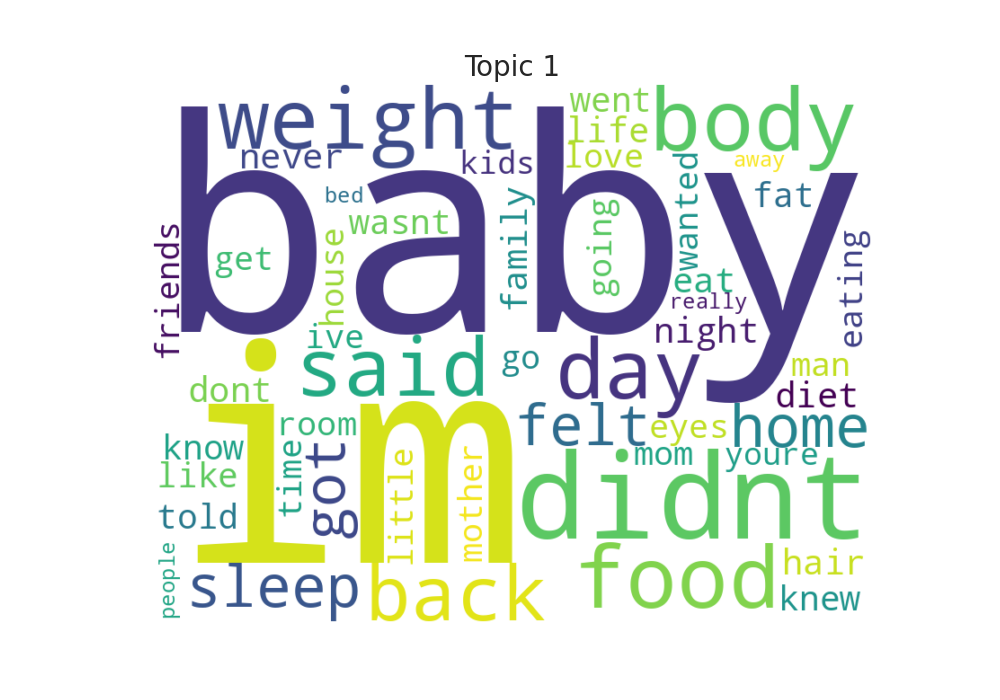 Topic 1
weight
went
body
life
never
kids
love
away
baby
bed
wanted
fat
friends
wasnt
family
going
get
house
eat
eating
really
ive
night
said
go
day
man
dont
diet
im
room
felt
eyes
home
know
time
got
little
mother
mom
youre
like
didnt
told
people
sleep
back
food
hair
knew